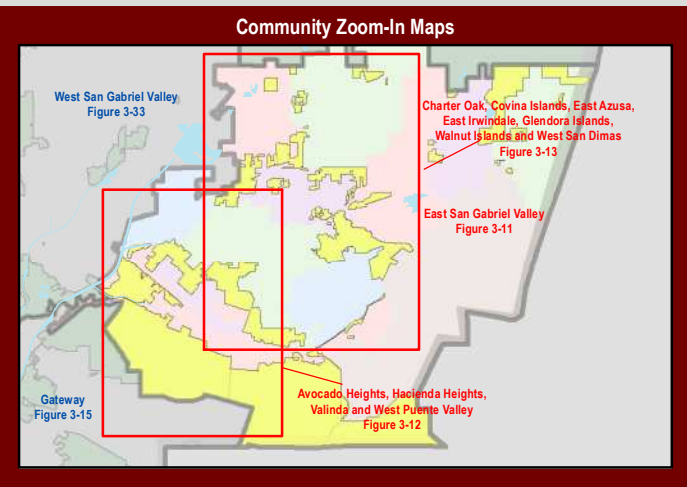 Community Zoom-In Maps
West San Gabriel Valley
Figure 3-33
Charter Oak, Covina Islands, East Azusa,
East Irwindale, Glendora Islands,
Walnut Islands and West San Dimas
Figure 3-13
East San Gabriel Valley
Figure 3-11
Gateway
Figure 3-15
Avocado Heights, Hacienda Heights,
Valinda and West Puente Valley
Figure 3-12